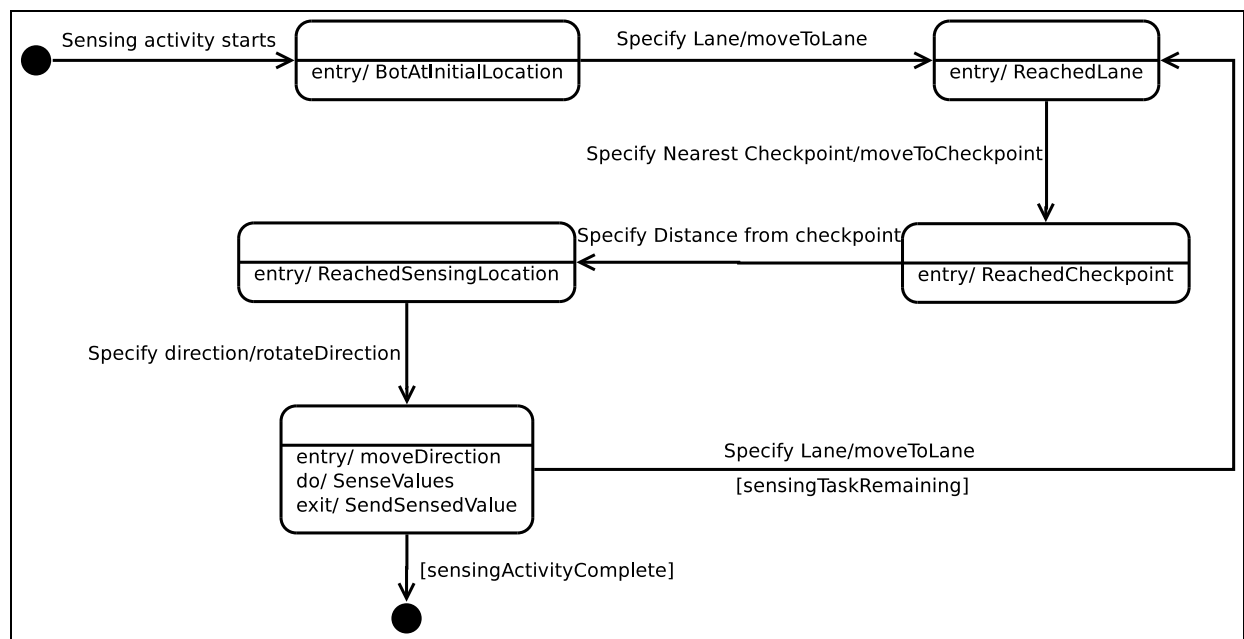 Sensing activity starts
entry/ BotAtInitialLocation
Specify Lane/moveToLane
entry/ ReachedLane
Specify Nearest Checkpoint/moveToCheckpoint
Specify Distance from checkpoint
entry/ ReachedSensingLocation
entry/ ReachedCheckpoint
Specify direction/rotateDirection
entry/ moveDirection
do/ SenseValues
exit/ SendSensedValue
Specify Lane/moveToLane
[sensingTaskRemaining]
[sensingActivityComplete]